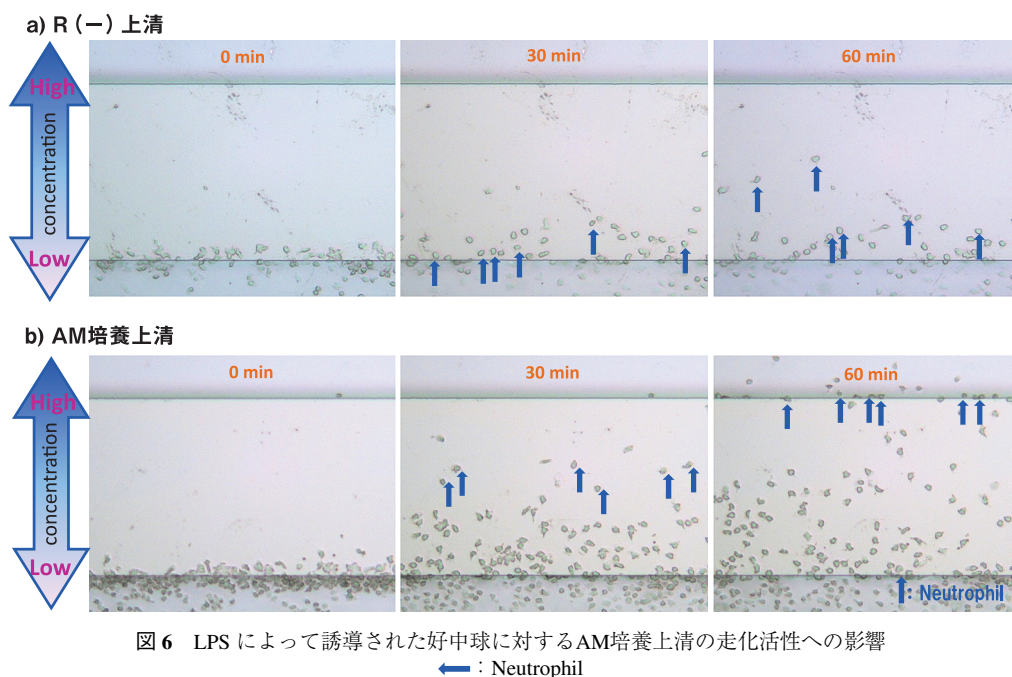 a) R(ー)上清
High
concentration
Low
0 min
30 min
60 min
b) AM培養上清
High
concentration
Low
0 min
30 min
60 min
: Neutrophil
図 6 LPS によって誘導された好中球に対するAM培養上清の走化活性への影響
: Neutrophil